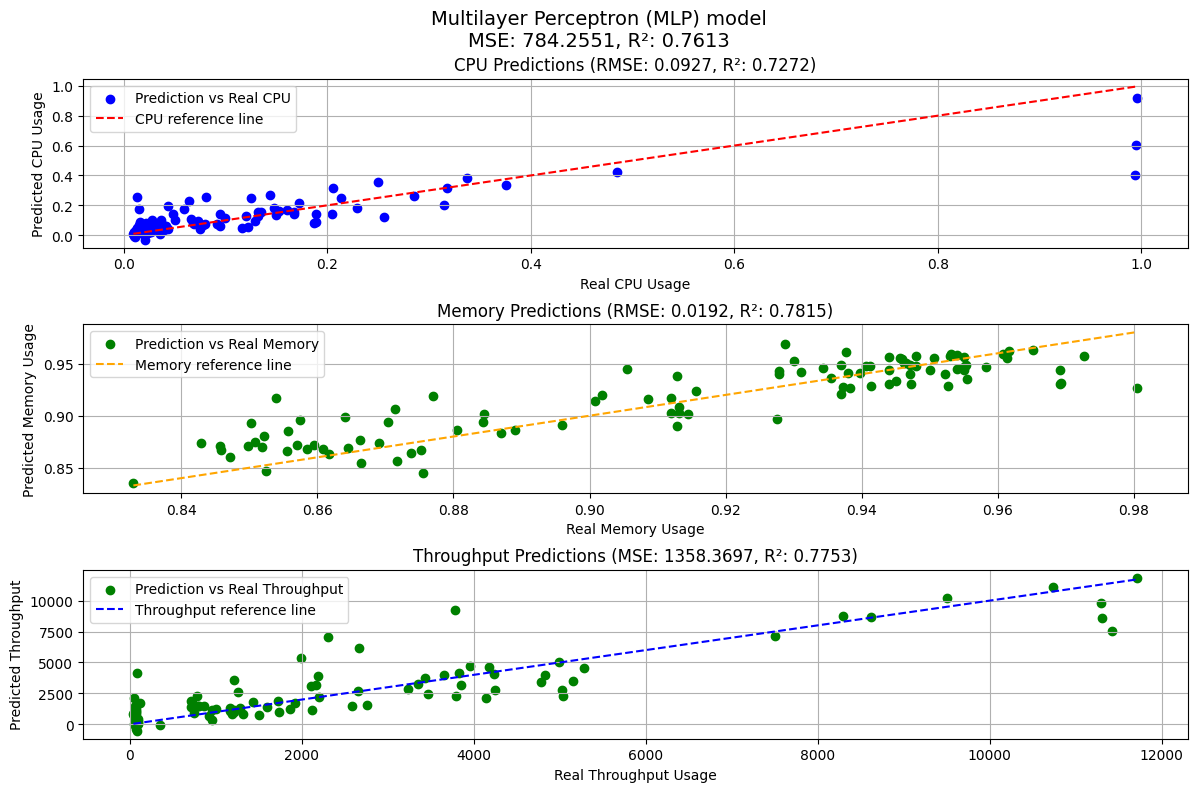 Multilayer Perceptron (MLP) model
MSE: 784.2551, R²: 0.7613
CPU Predictions (RMSE: 0.0927, R²: 0.7272)
Prediction vs Real CPU
CPU reference line
Predicted CPU Usage
1.0
0.8
0.6
0.4
0.2
0.0
0.0 0.2 0.4 0.6 0.8 1.0
Real CPU Usage
Memory Predictions (RMSE: 0.0192, R²: 0.7815)
Prediction vs Real Memory
Memory reference line
Predicted Memory Usage
0.95
0.90
0.85
0.84 0.86 0.88 0.90 0.92 0.94 0.96 0.98
Real Memory Usage
Throughput Predictions (MSE: 1358.3697, R²: 0.7753)
Prediction vs Real Throughput
Throughput reference line
Predicted Throughput
10000
7500
5000
2500
0
0 2000 4000 6000 8000 10000 12000
Real Throughput Usage